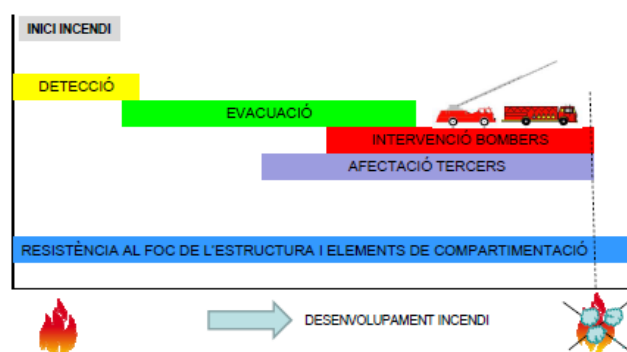 INICI INCENDI
DETECCIÓ
EVACUACIÓ
INTERVENCIÓ BOMBERS
AFECTACIÓ TERCERS
RESISTÈNCIA AL FOC DE L'ESTRUCTURA I ELEMENTS DE COMPARTIMENTACIÓ
DESENVOLUPAMENT INCENDI